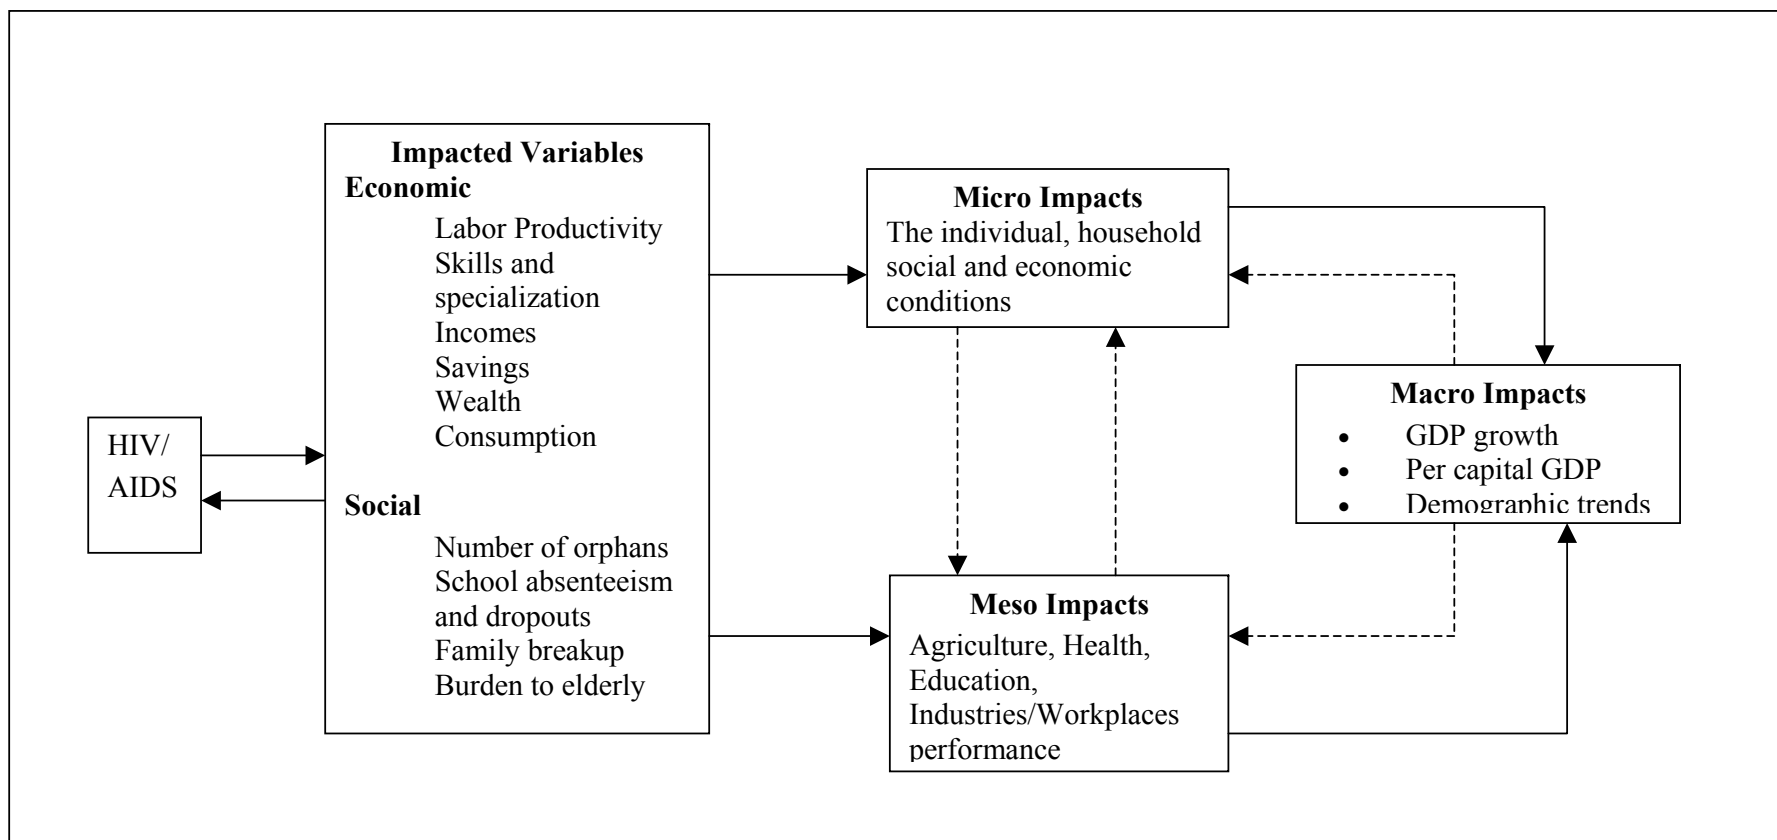 HIV/
AIDS
Impacted Variables
Economic
Labor Productivity
Skills and
specialization
Incomes
Savings
Wealth
Consumption
Social
Number of orphans
School absenteeism
and dropouts
Family breakup
Burden to elderly
Micro Impacts
The individual, household
social and economic
conditions
Meso Impacts
Agriculture, Health,
Education,
Industries/Workplaces
performance
Macro Impacts
• GDP growth
• Per capital GDP
• Demographic trends